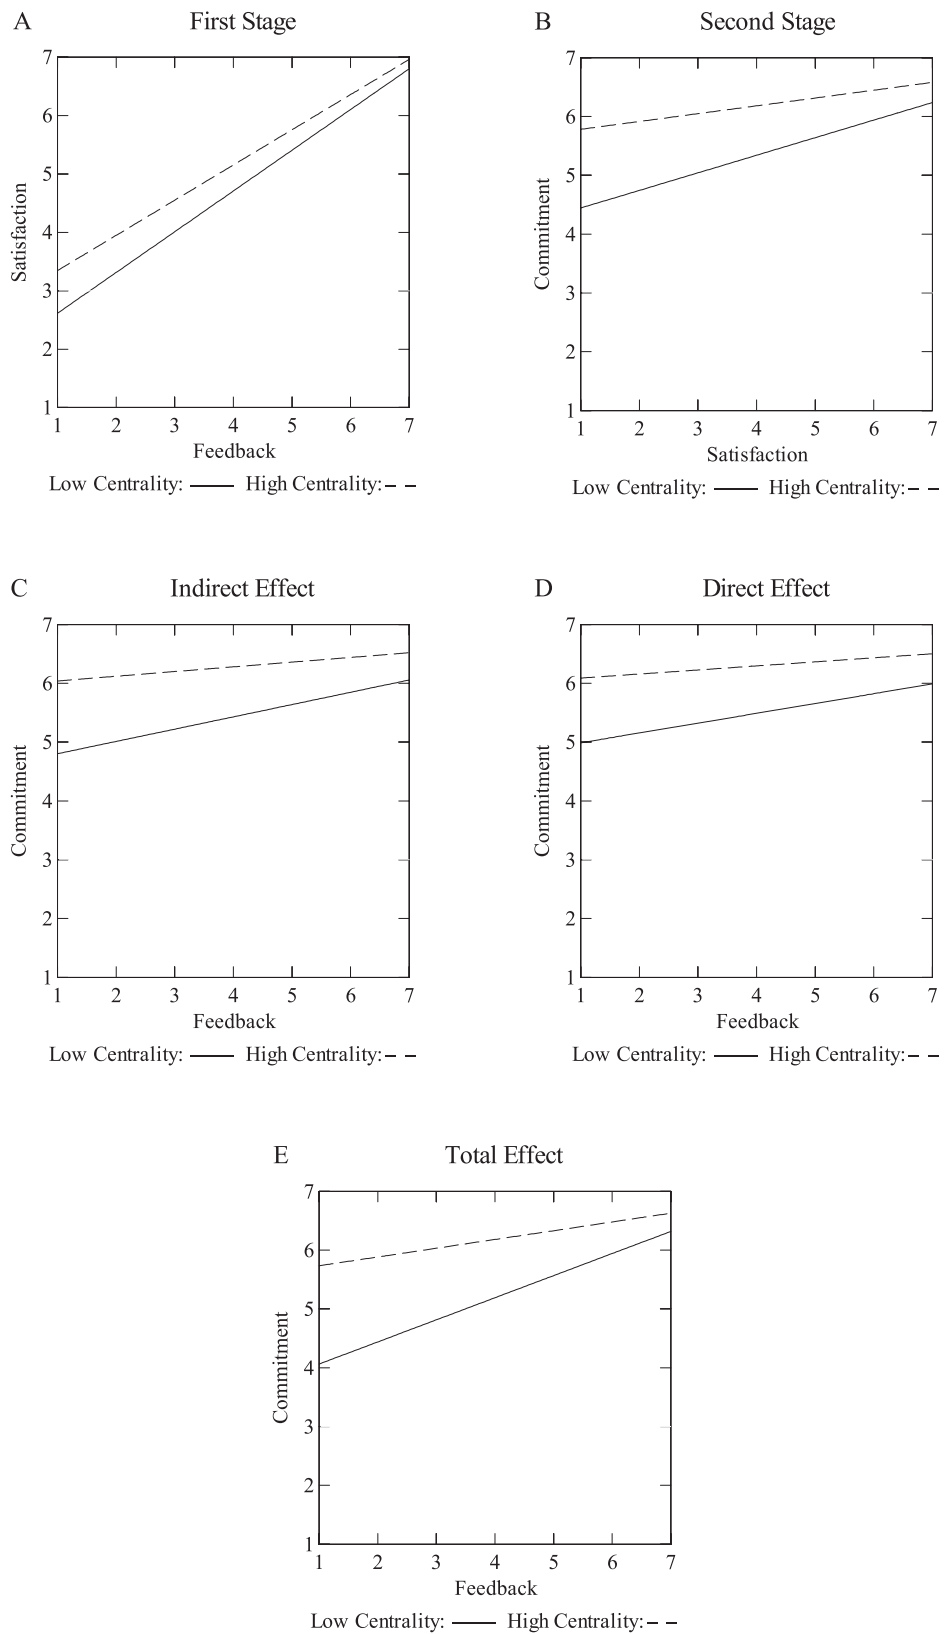 A First Stage
7
6
5
4
3
2
1
Satisfaction
1 2 3 4 5 6 7
Feedback
Low Centrality: High Centrality:
B Second Stage
7
6
5
4
3
2
1
Commitment
1 2 3 4 5 6 7
Satisfaction
Low Centrality: High Centrality:
C Indirect Effect
7
6
5
4
3
2
1
Commitment
1 2 3 4 5 6 7
Feedback
Low Centrality: High Centrality:
D Direct Effect
7
6
5
4
3
2
1
Commitment
1 2 3 4 5 6 7
Feedback
Low Centrality: High Centrality:
E Total Effect
7
6
5
4
3
2
1
Commitment
1 2 3 4 5 6 7
Feedback
Low Centrality: High Centrality: